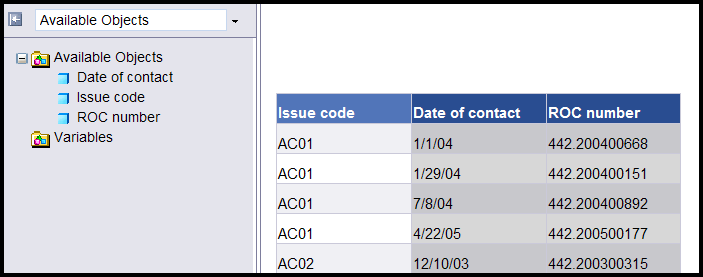 Available Objects
Available Objects
Date of contact
Issue code
ROC number
Variables
Issue code Date of contact ROC number
AC01 1/1/04 442.200400668
AC01 1/29/04 442.200400151
AC01 7/8/04 442.200400892
AC01 4/22/05 442.200500177
AC02 12/10/03 442.200300315